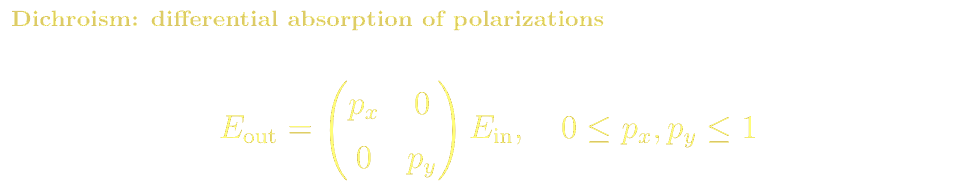 Dichroism: differential absorption of polarizations
E_out = ( p_x 0 ; 0 p_y ) E_in, 0 ≤ p_x, p_y ≤ 1